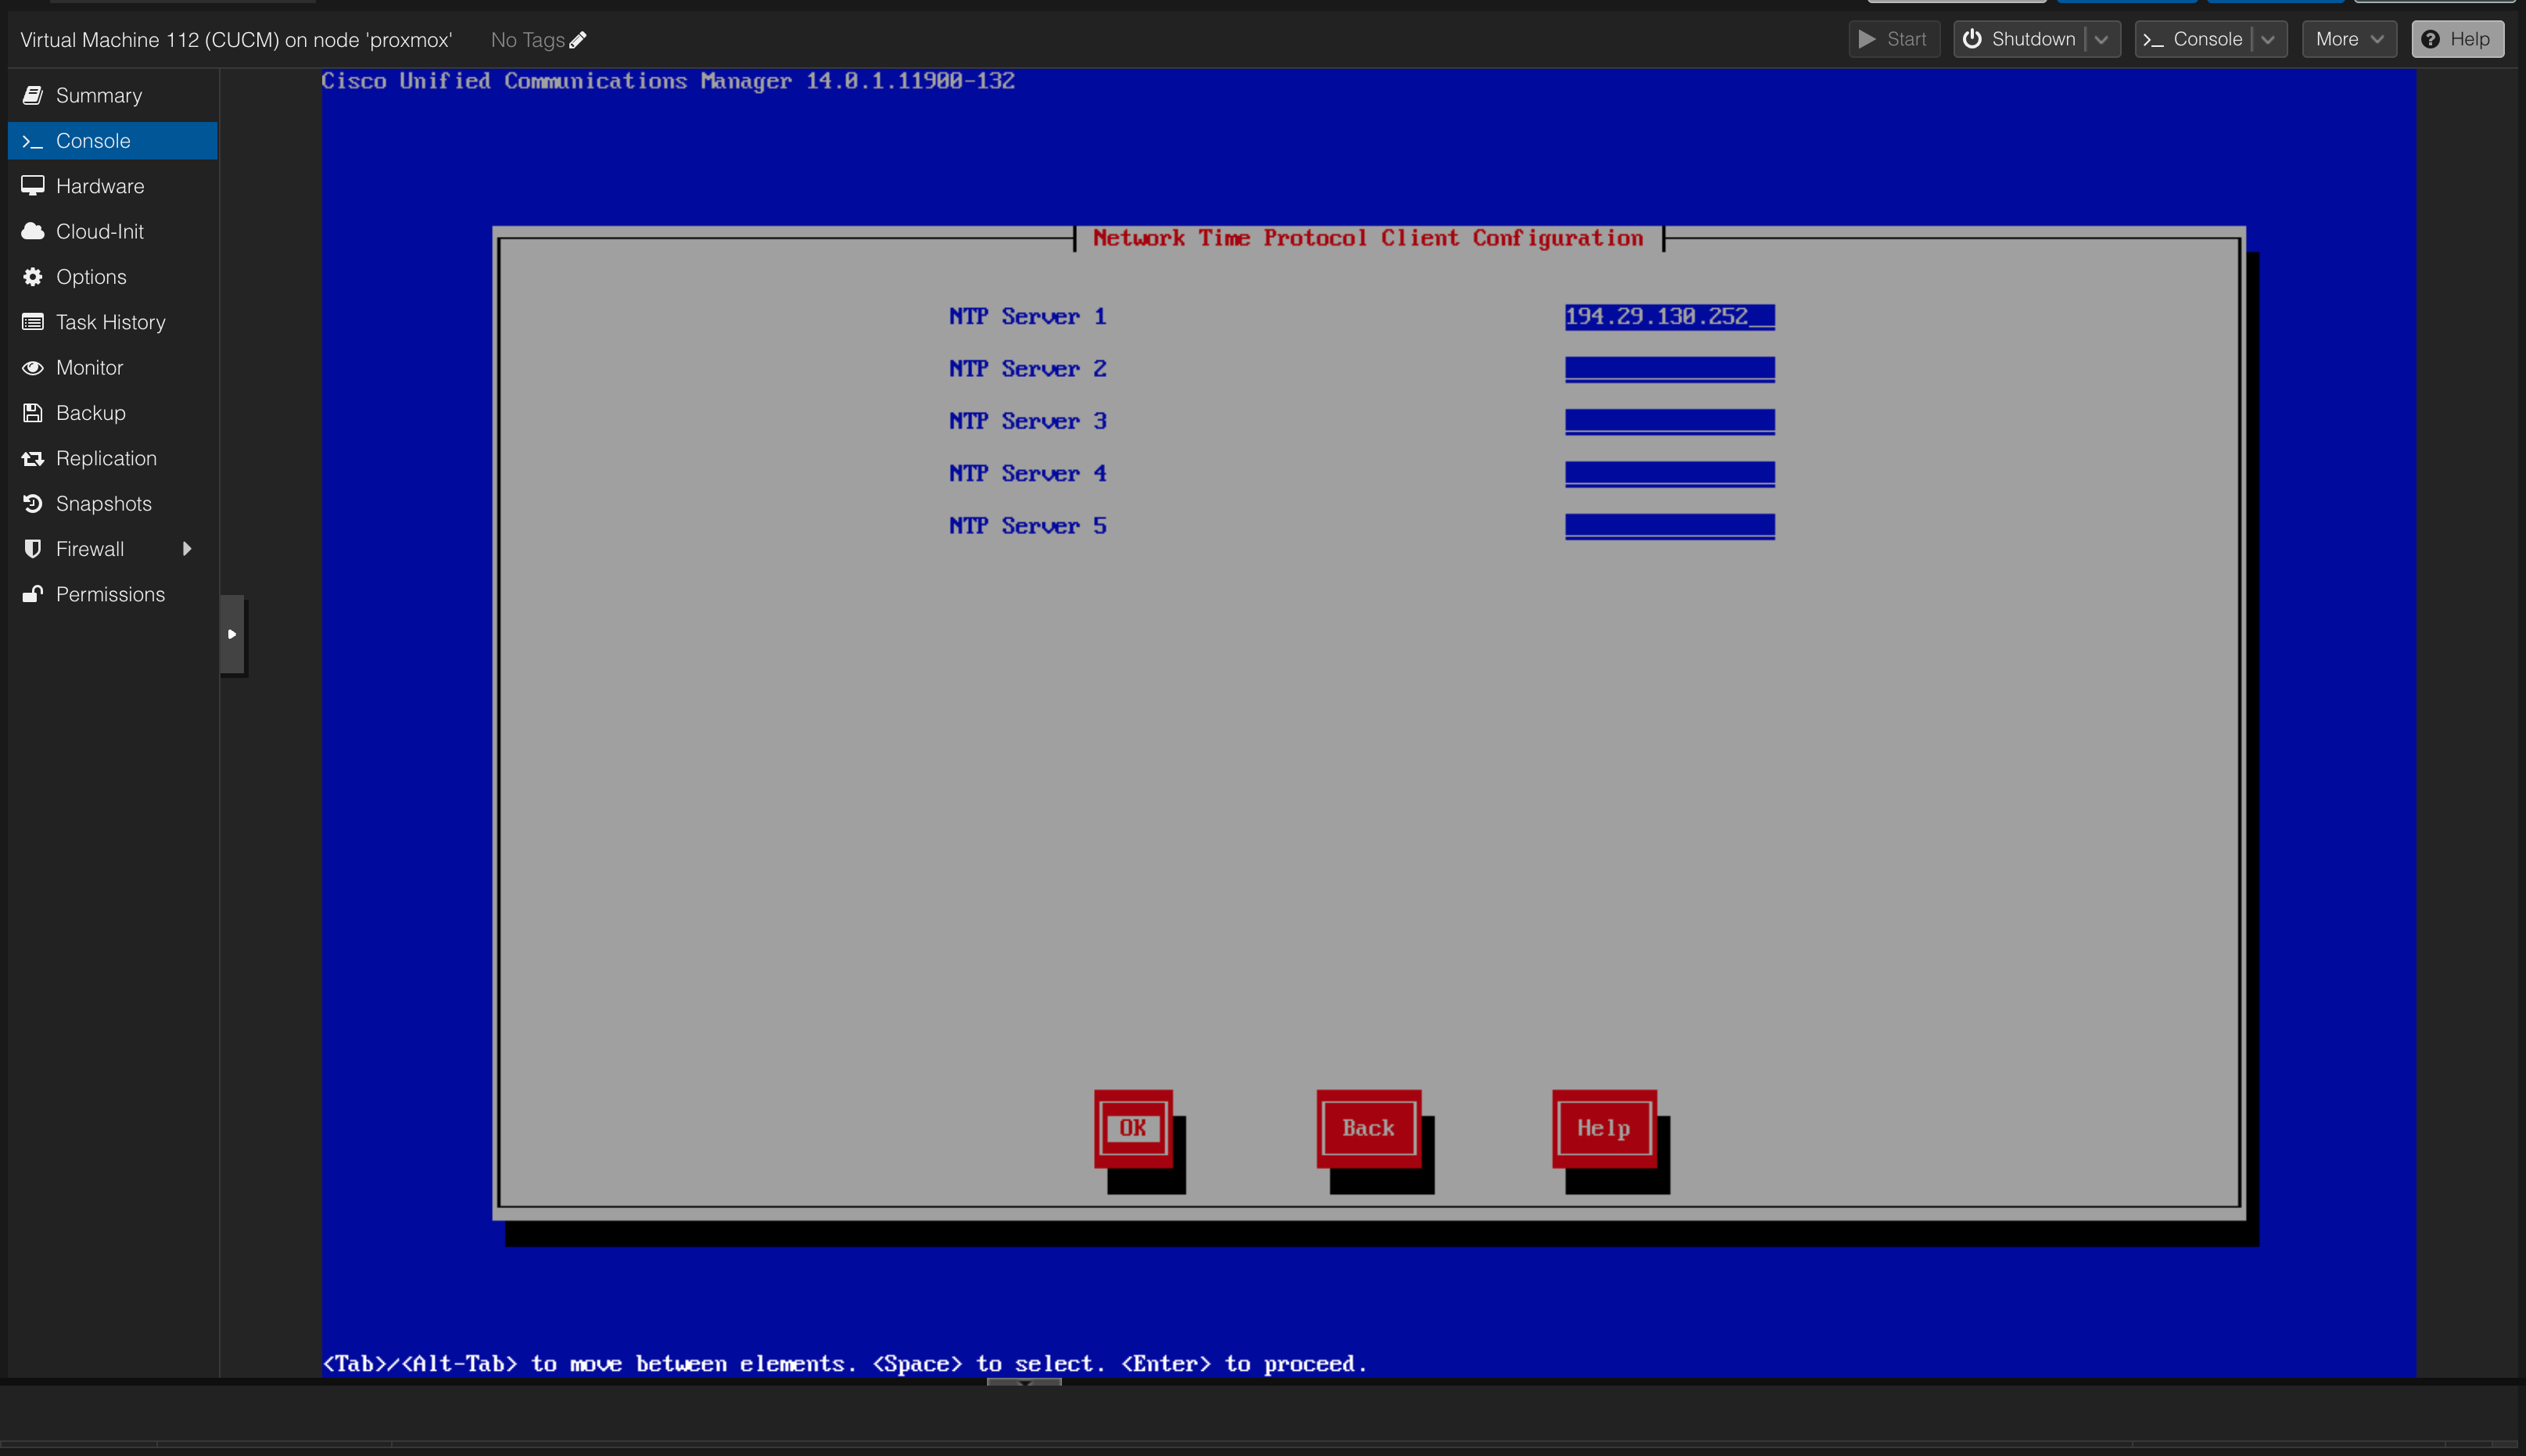 Virtual Machine 112 (CUCM) on node 'proxmox' No Tags Start Shutdown Console More Help
Summary
Console
Hardware
Cloud-Init
Options
Task History
Monitor
Backup
Replication
Snapshots
Firewall
Permissions
Cisco Unified Communications Manager 14.0.1.11900-132
Network Time Protocol Client Configuration
NTP Server 1 194.29.130.252__
NTP Server 2
NTP Server 3
NTP Server 4
NTP Server 5
OK Back Help
<Tab>/<Alt-Tab> to move between elements. <Space> to select. <Enter> to proceed.